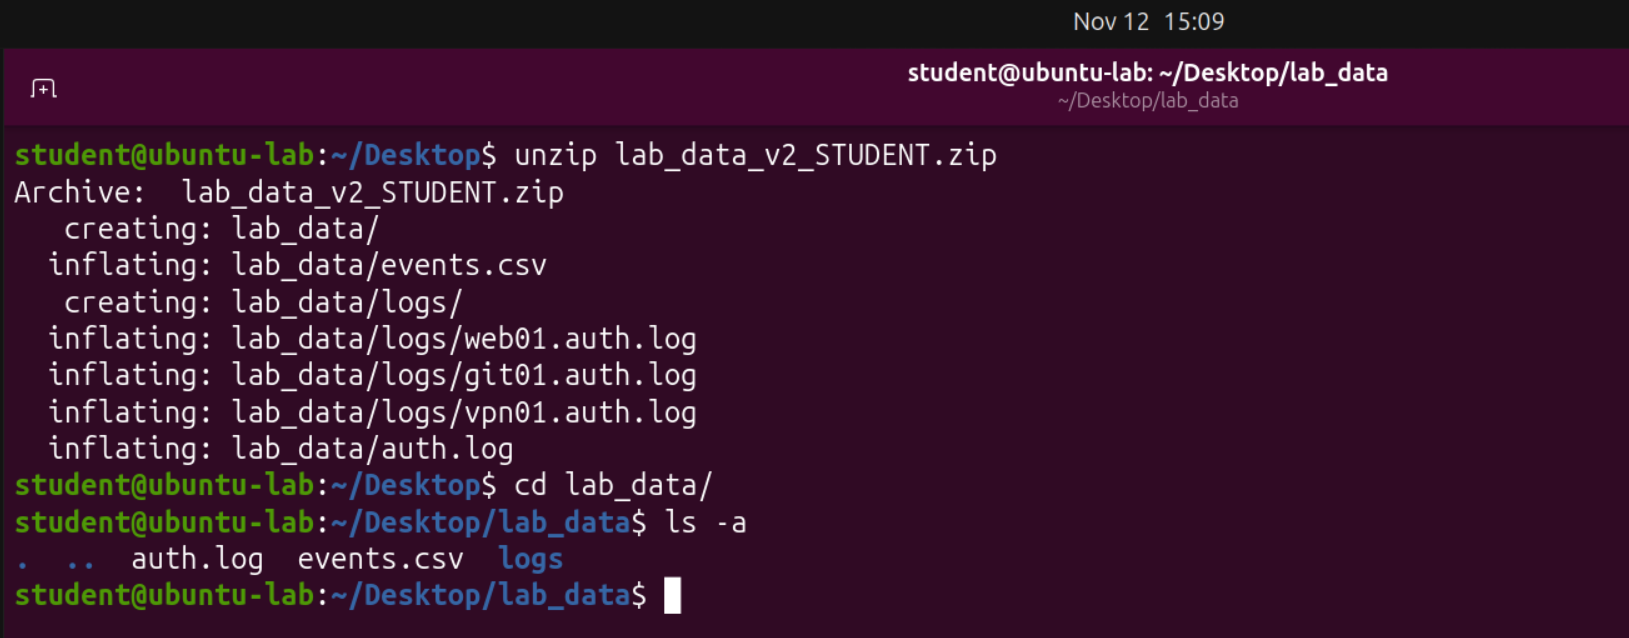 Nov 12 15:09
student@ubuntu-lab: ~/Desktop/lab_data
~/Desktop/lab_data
student@ubuntu-lab:~/Desktop$ unzip lab_data_v2_STUDENT.zip
Archive:  lab_data_v2_STUDENT.zip
   creating: lab_data/
  inflating: lab_data/events.csv
   creating: lab_data/logs/
  inflating: lab_data/logs/web01.auth.log
  inflating: lab_data/logs/git01.auth.log
  inflating: lab_data/logs/vpn01.auth.log
  inflating: lab_data/auth.log
student@ubuntu-lab:~/Desktop$ cd lab_data/
student@ubuntu-lab:~/Desktop/lab_data$ ls -a
.  ..  auth.log  events.csv  logs
student@ubuntu-lab:~/Desktop/lab_data$